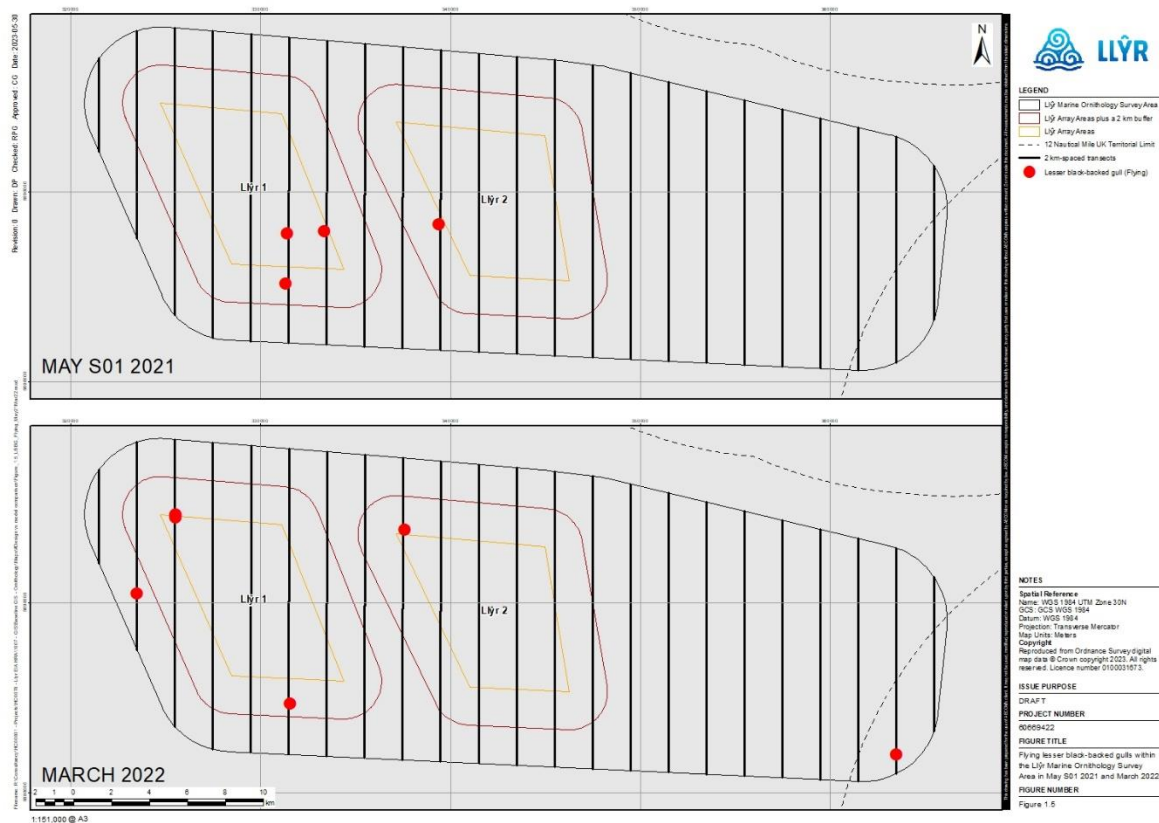 LLŶR
LEGEND
Llŷr Marine Ornithology Survey Area
Llŷr Array Areas plus a 2 km buffer
Llŷr Array Areas
12 Nautical Mile UK Territorial Limit
2 km-spaced transects
Lesser black-backed gull (Flying)
N
Llŷr 1
Llŷr 2
MAY S01 2021
Llŷr 1
Llŷr 2
MARCH 2022
2 1 0 2 4 6 8 10
km
1:151,000 @ A3
Revision: B Drawn: DP Checked: RPG Approved: CG Date: 2023-05-30
NOTES
Spatial Reference
Name: WGS 1984 UTM Zone 30N
GCS: GCS WGS 1984
Datum: WGS 1984
Projection: Transverse Mercator
Map Units: Meters
Copyright
Reproduced from Ordnance Survey digital
map data © Crown copyright 2023. All rights
reserved. Licence number 0100031673.
ISSUE PURPOSE
DRAFT
PROJECT NUMBER
60669422
FIGURE TITLE
Flying lesser black-backed gulls within
the Llŷr Marine Ornithology Survey
Area in May S01 2021 and March 2022
FIGURE NUMBER
Figure 1.5